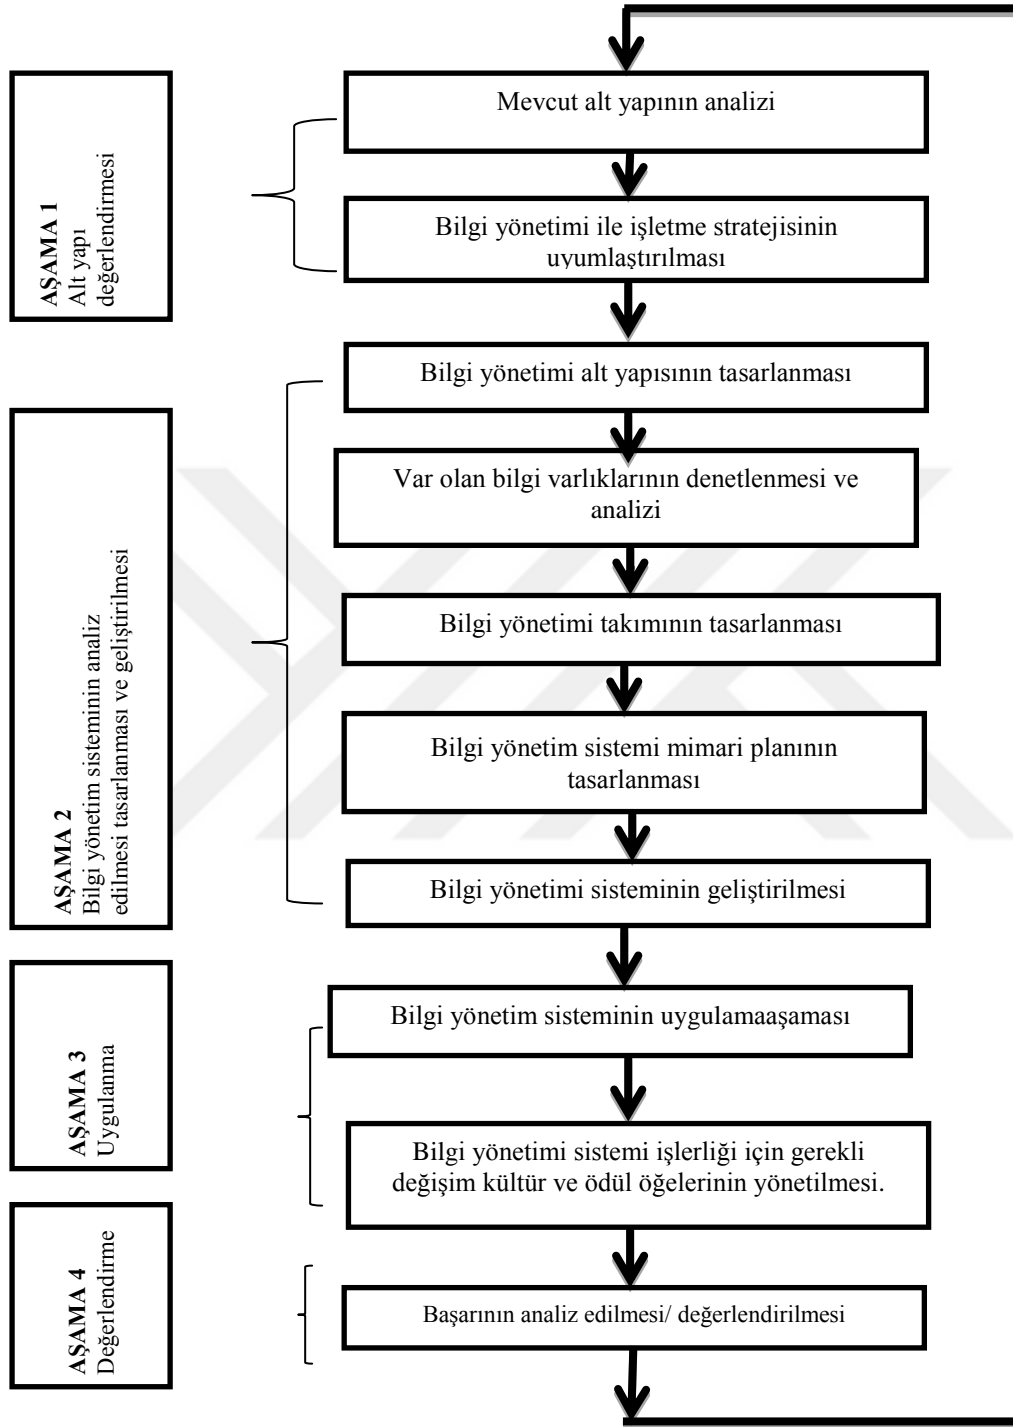 AŞAMA 1
Alt yapı
değerlendirmesi
Mevcut alt yapının analizi
Bilgi yönetimi ile işletme stratejisinin
uyumlaştırılması
AŞAMA 2
Bilgi yönetim sisteminin analiz
edilmesi tasarlanması ve geliştirilmesi
Bilgi yönetimi alt yapısının tasarlanması
Var olan bilgi varlıklarının denetlenmesi ve
analizi
Bilgi yönetimi takımının tasarlanması
Bilgi yönetim sistemi mimari planının
tasarlanması
Bilgi yönetimi sisteminin geliştirilmesi
AŞAMA 3
Uygulanma
Bilgi yönetim sisteminin uygulamaaşaması
Bilgi yönetimi sistemi işlerliği için gerekli
değişim kültür ve ödül öğelerinin yönetilmesi.
AŞAMA 4
Değerlendirme
Başarının analiz edilmesi/ değerlendirilmesi